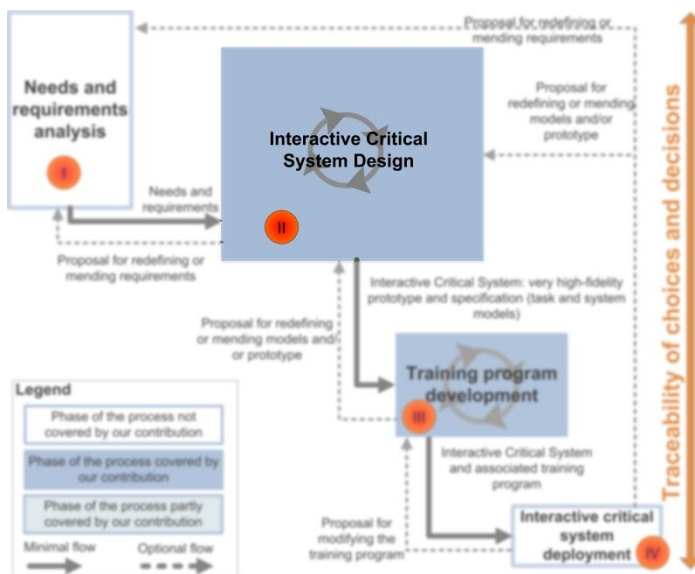 Proposal for redefining or
mending requirements
Needs and
requirements
analysis
I
Interactive Critical
System Design
II
Proposal for
redefining or mending
models and/or
prototype
Needs and
requirements
Proposal for redefining or
mending requirements
Interactive Critical System: very high-fidelity
prototype and specification (task and system
models)
Proposal for redefining
or mending models and/
or prototype
Training program
development
III
Interactive Critical System
and associated training
program
Proposal for
modifying the
training program
Interactive critical
system
deployment
IV
Traceability of choices and decisions
Legend
Phase of the process not
covered by our contribution
Phase of the process covered by
our contribution
Phase of the process partly
covered by our contribution
Minimal flow
Optional flow